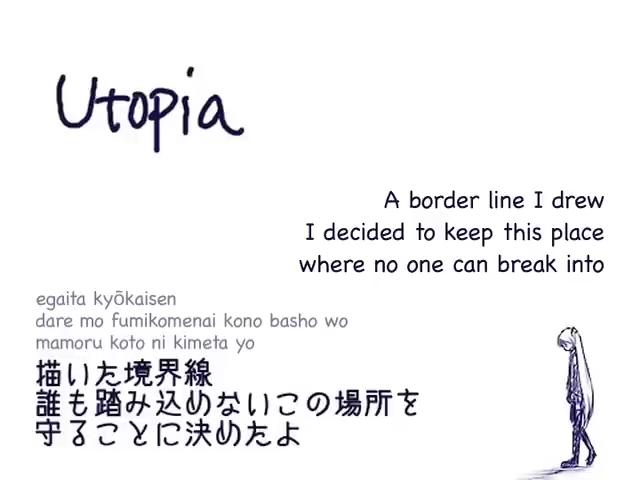 Utopia
A border line I drew
I decided to keep this place
where no one can break into
egaita kyōkaisen
dare mo fumikomenai kono basho wo
mamoru koto ni kimeta yo
描いた境界線
誰も踏み込めないこの場所を
守ることに決めたよ